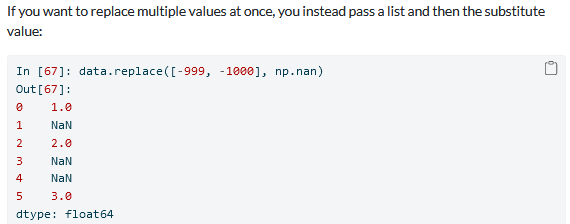 If you want to replace multiple values at once, you instead pass a list and then the substitute
value:
In [67]: data.replace([-999, -1000], np.nan)
Out[67]:
0    1.0
1    NaN
2    2.0
3    NaN
4    NaN
5    3.0
dtype: float64